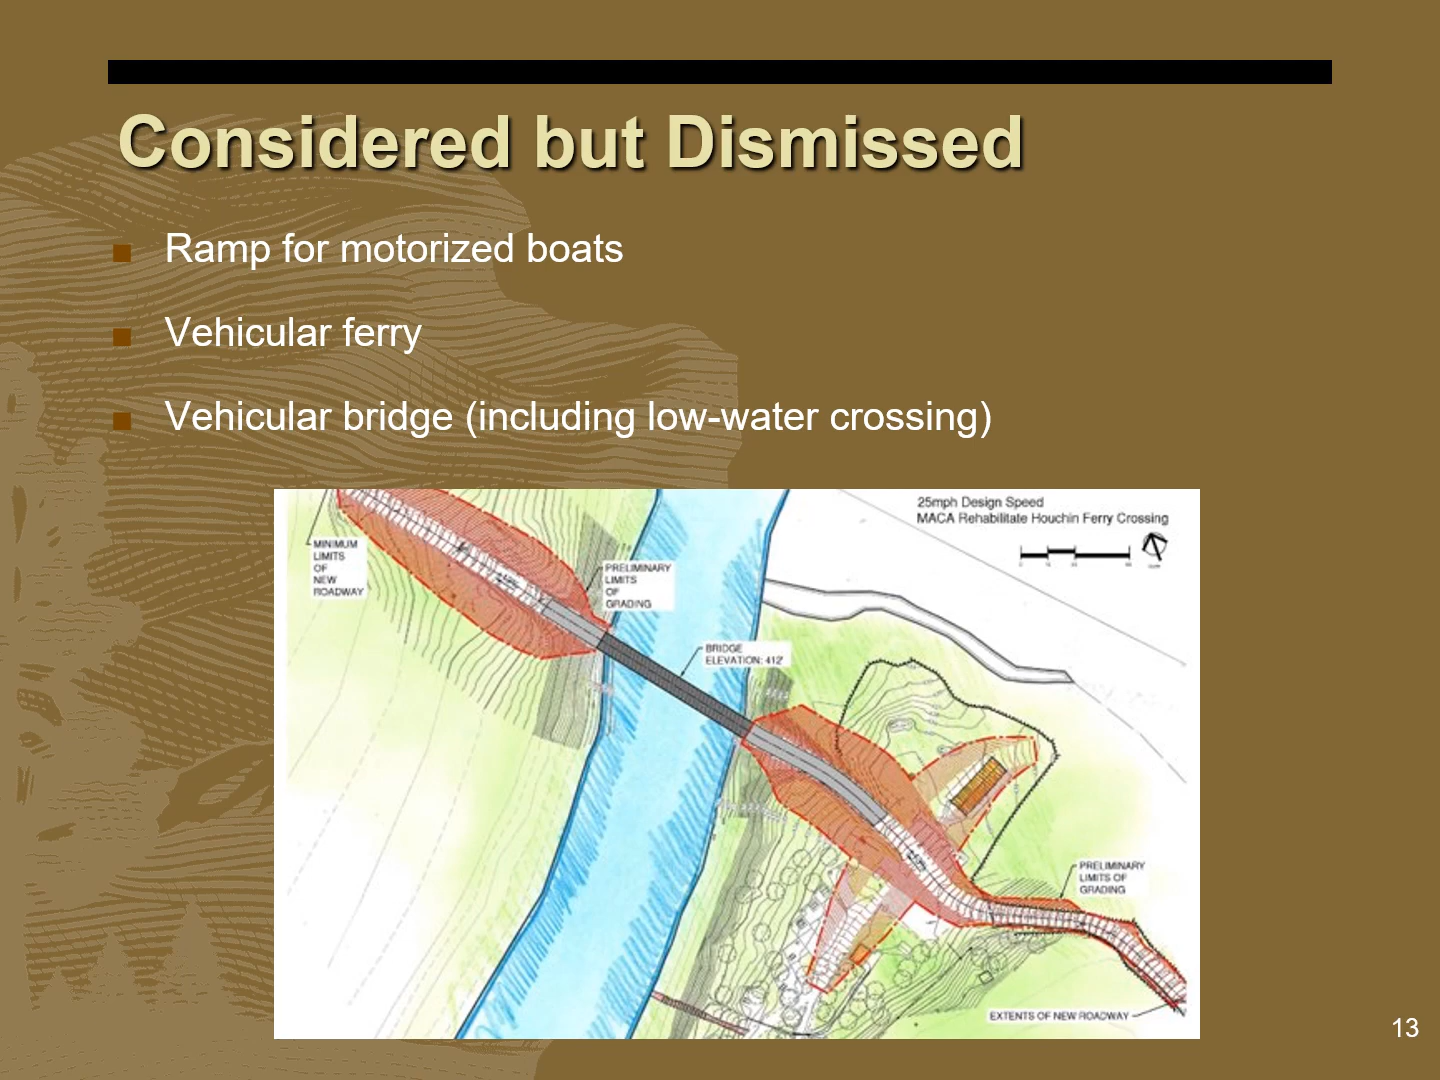 Considered but Dismissed
Ramp for motorized boats
Vehicular ferry
Vehicular bridge (including low-water crossing)
25mph Design Speed
MACA Rehabilitate Houchin Ferry Crossing
MINIMUM
LIMITS
OF
NEW
ROADWAY
PRELIMINARY
LIMITS
OF
GRADING
BRIDGE
ELEVATION: 412'
PRELIMINARY
LIMITS OF
GRADING
EXTENTS OF NEW ROADWAY
13